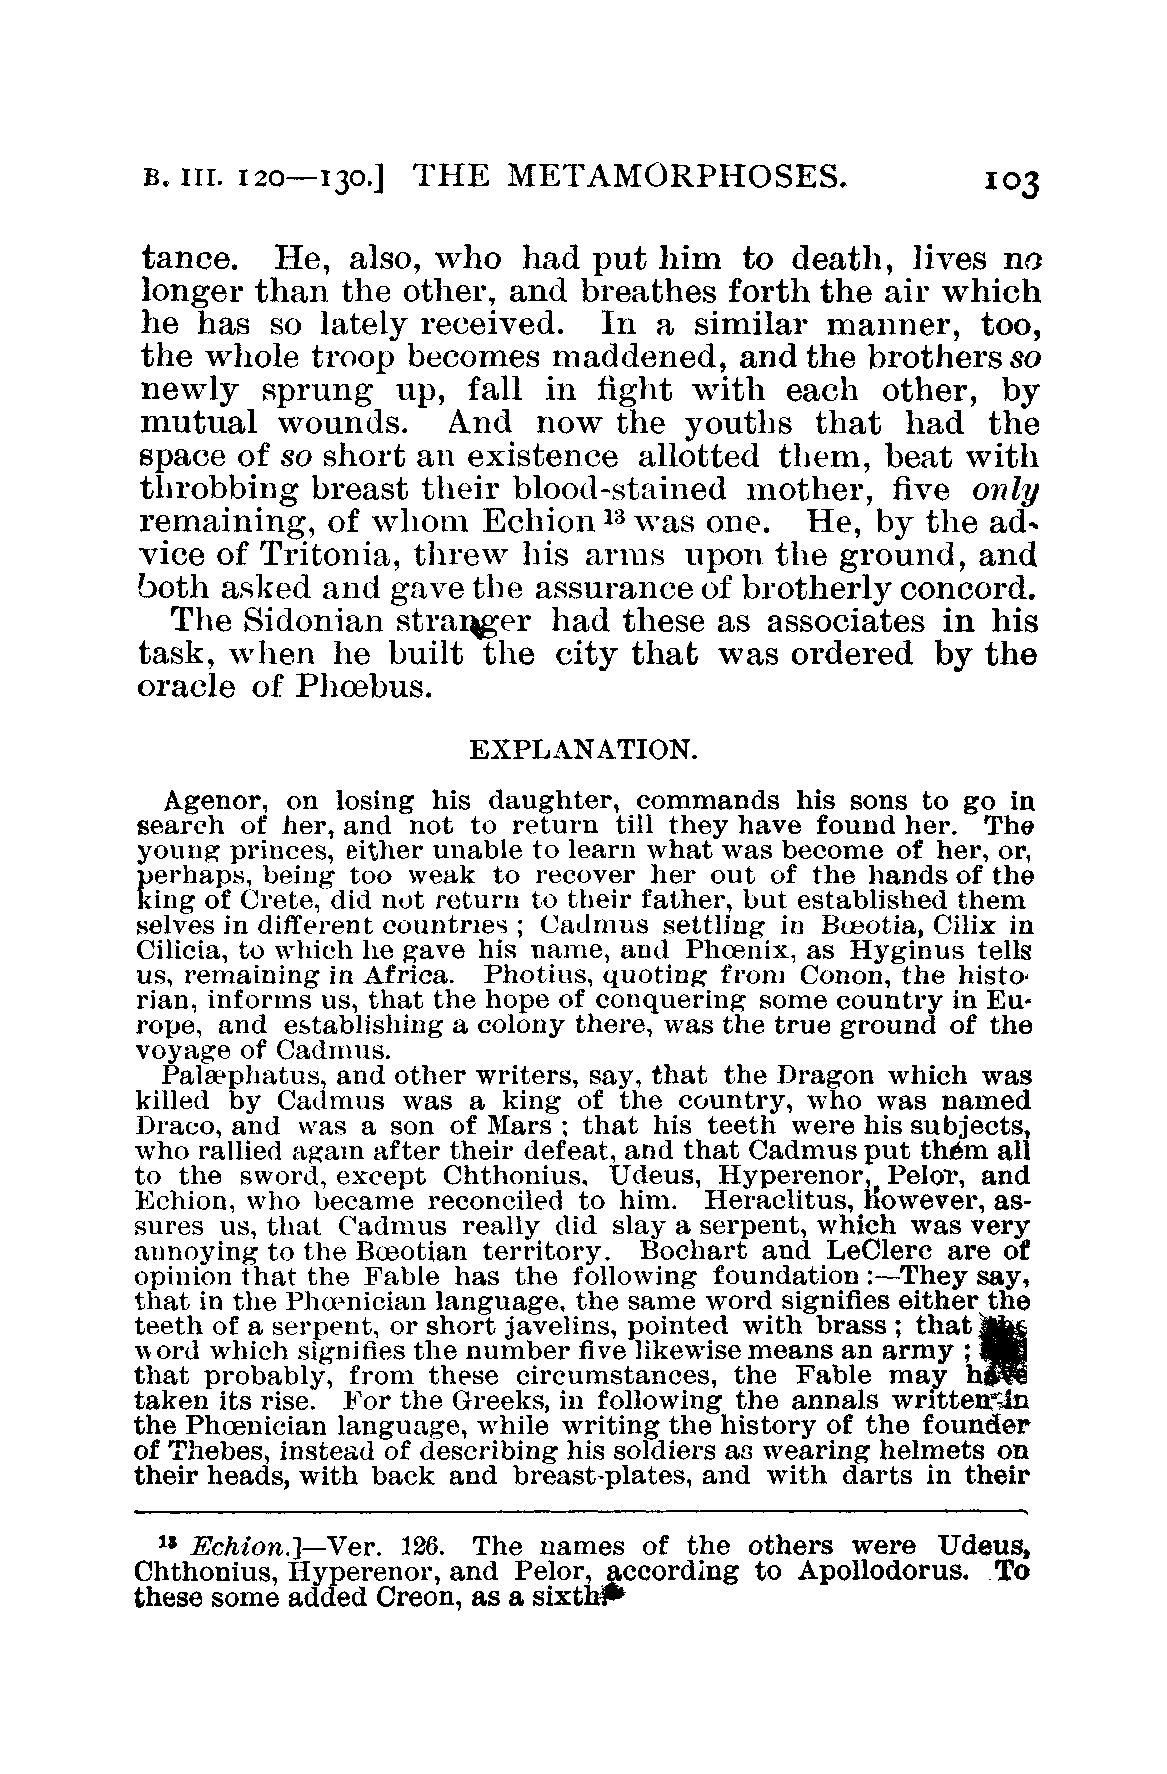 B. III. 120—130.] THE METAMORPHOSES. 103
tance. He, also, who had put him to death, lives no
longer than the other, and breathes forth the air which
he has so lately received. In a similar manner, too,
the whole troop becomes maddened, and the brothers so
newly sprung up, fall in fight with each other, by
mutual wounds. And now the youths that had the
space of so short an existence allotted them, beat with
throbbing breast their blood-stained mother, five only
remaining, of whom Echion 13 was one. He, by the ad-
vice of Tritonia, threw his arms upon the ground, and
both asked and gave the assurance of brotherly concord.
The Sidonian stranger had these as associates in his
task, when he built the city that was ordered by the
oracle of Phœbus.
EXPLANATION.
Agenor, on losing his daughter, commands his sons to go in
search of her, and not to return till they have found her. The
young princes, either unable to learn what was become of her, or,
perhaps, being too weak to recover her out of the hands of the
king of Crete, did not return to their father, but established them
selves in different countries ; Cadmus settling in Bœotia, Cilix in
Cilicia, to which he gave his name, and Phœnix, as Hyginus tells
us, remaining in Africa. Photius, quoting from Conon, the histo-
rian, informs us, that the hope of conquering some country in Eu-
rope, and establishing a colony there, was the true ground of the
voyage of Cadmus.
Palæphatus, and other writers, say, that the Dragon which was
killed by Cadmus was a king of the country, who was named
Draco, and was a son of Mars ; that his teeth were his subjects,
who rallied again after their defeat, and that Cadmus put them all
to the sword, except Chthonius, Udeus, Hyperenor, Pelor, and
Echion, who became reconciled to him. Heraclitus, however, as-
sures us, that Cadmus really did slay a serpent, which was very
annoying to the Bœotian territory. Bochart and LeClerc are of
opinion that the Fable has the following foundation :—They say,
that in the Phœnician language, the same word signifies either the
teeth of a serpent, or short javelins, pointed with brass ; that
word which signifies the number five likewise means an army ;
that probably, from these circumstances, the Fable may have
taken its rise. For the Greeks, in following the annals written in
the Phœnician language, while writing the history of the founder
of Thebes, instead of describing his soldiers as wearing helmets on
their heads, with back and breast-plates, and with darts in their
13 Echion.]—Ver. 126. The names of the others were Udeus,
Chthonius, Hyperenor, and Pelor, according to Apollodorus. To
these some added Creon, as a sixth.